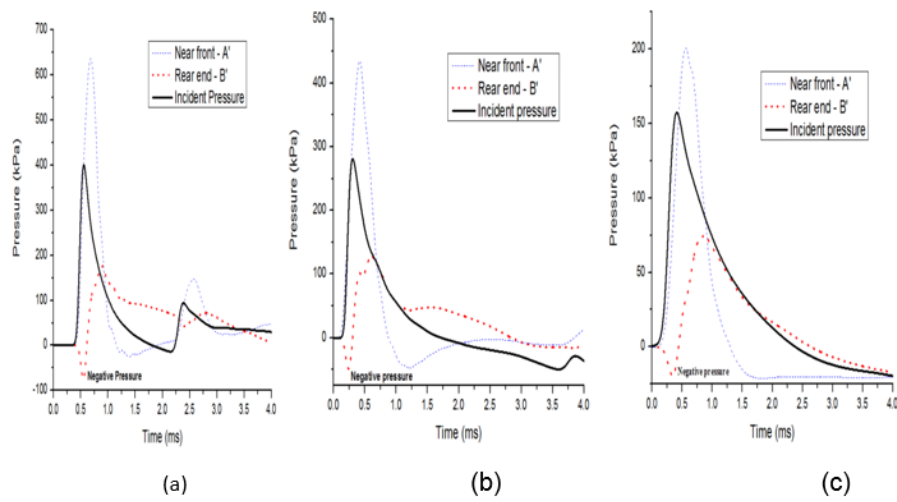 Pressure (kPa)
700
600
500
400
300
200
100
0
-100
Near front - A'
Rear end - B'
Incident Pressure
Negative Pressure
0.0 0.5 1.0 1.5 2.0 2.5 3.0 3.5 4.0
Time (ms)
(a)
Pressure (kPa)
500
400
300
200
100
0
Near front - A'
Rear end - B'
Incident pressure
Negative pressure
0.0 0.5 1.0 1.5 2.0 2.5 3.0 3.5 4.0
Time (ms)
(b)
Pressure (kPa)
200
150
100
50
0
Near front - A'
Rear end - B'
Incident pressure
Negative pressure
0.0 0.5 1.0 1.5 2.0 2.5 3.0 3.5 4.0
Time (ms)
(c)